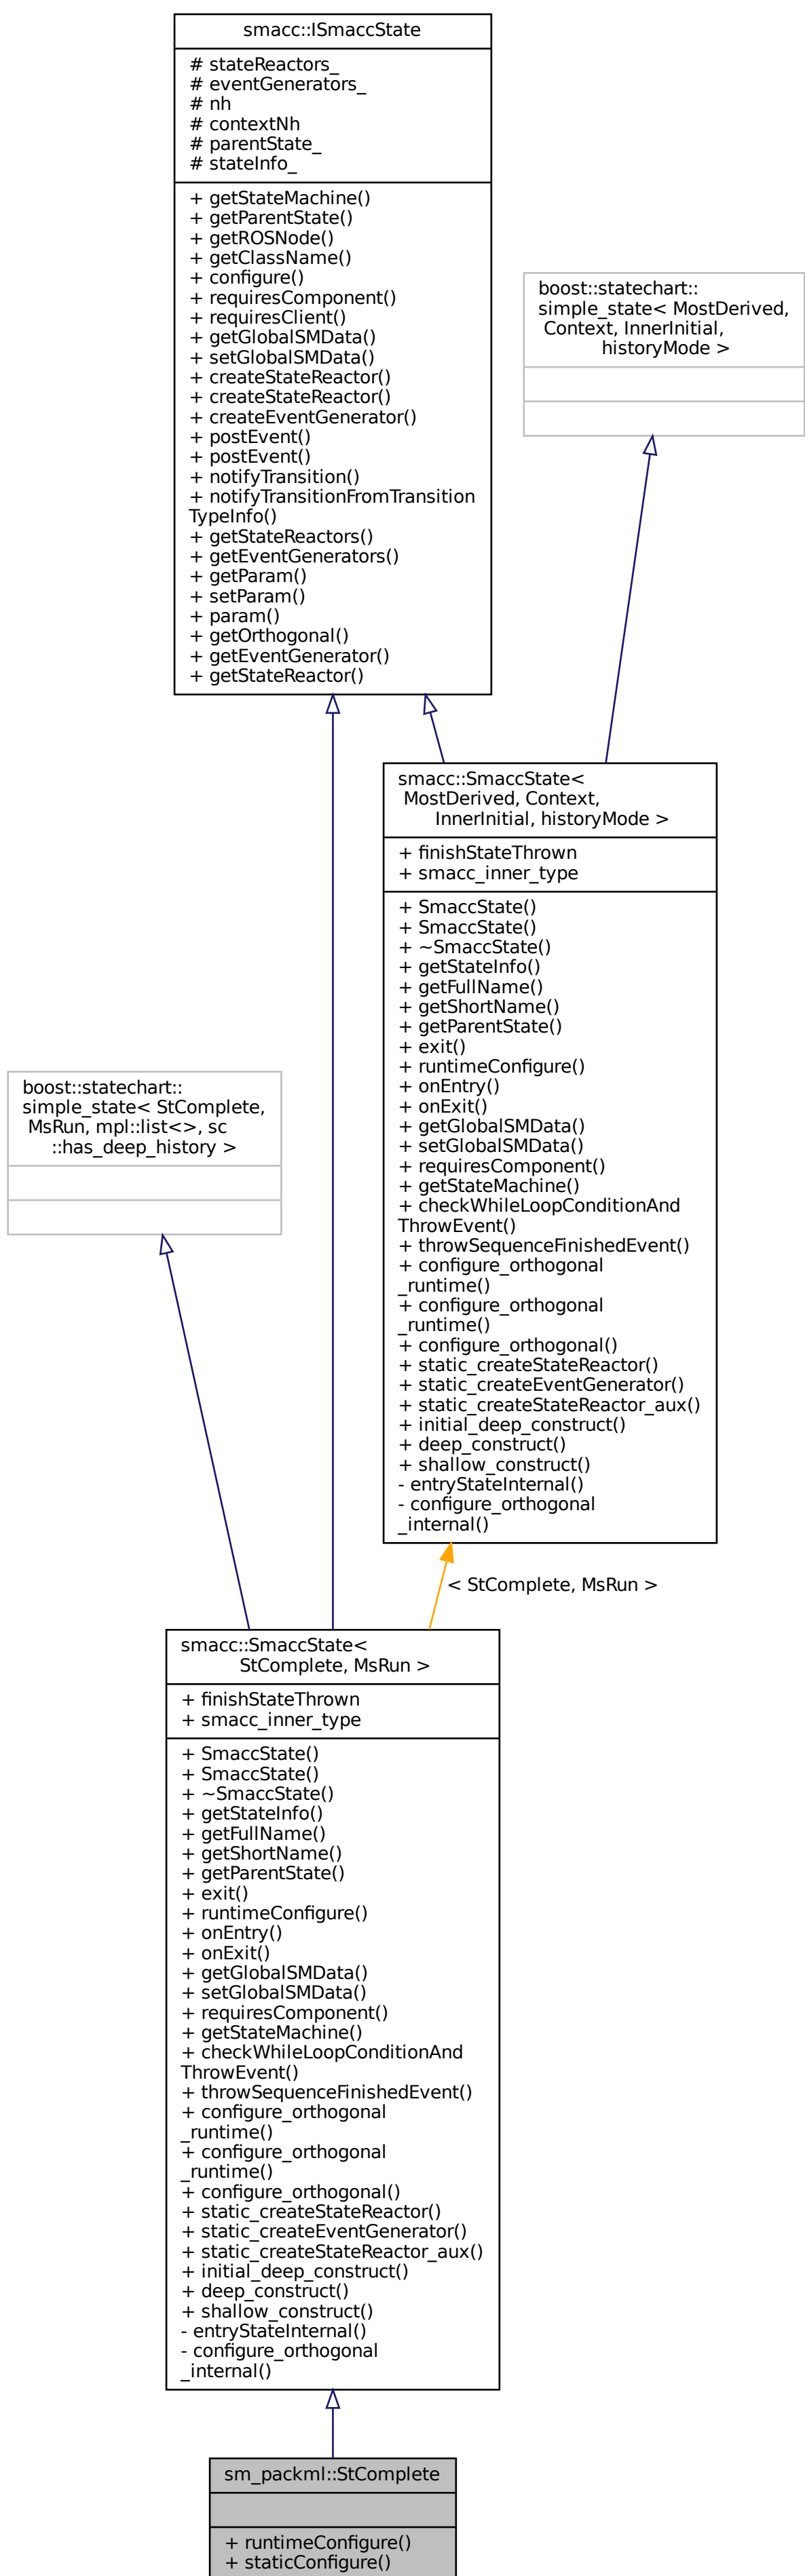 smacc::ISmaccState
# stateReactors_
# eventGenerators_
# nh
# contextNh
# parentState_
# stateInfo_
+ getStateMachine()
+ getParentState()
+ getROSNode()
+ getClassName()
+ configure()
+ requiresComponent()
+ requiresClient()
+ getGlobalSMData()
+ setGlobalSMData()
+ createStateReactor()
+ createStateReactor()
+ createEventGenerator()
+ postEvent()
+ postEvent()
+ notifyTransition()
+ notifyTransitionFromTransition
TypeInfo()
+ getStateReactors()
+ getEventGenerators()
+ getParam()
+ setParam()
+ param()
+ getOrthogonal()
+ getEventGenerator()
+ getStateReactor()
boost::statechart::
simple_state< MostDerived,
Context, InnerInitial,
historyMode >
smacc::SmaccState<
MostDerived, Context,
InnerInitial, historyMode >
+ finishStateThrown
+ smacc_inner_type
+ SmaccState()
+ SmaccState()
+ ~SmaccState()
+ getStateInfo()
+ getFullName()
+ getShortName()
+ getParentState()
+ exit()
+ runtimeConfigure()
+ onEntry()
+ onExit()
+ getGlobalSMData()
+ setGlobalSMData()
+ requiresComponent()
+ getStateMachine()
+ checkWhileLoopConditionAnd
ThrowEvent()
+ throwSequenceFinishedEvent()
+ configure_orthogonal
_runtime()
+ configure_orthogonal
_runtime()
+ configure_orthogonal()
+ static_createStateReactor()
+ static_createEventGenerator()
+ static_createStateReactor_aux()
+ initial_deep_construct()
+ deep_construct()
+ shallow_construct()
- entryStateInternal()
- configure_orthogonal
_internal()
boost::statechart::
simple_state< StComplete,
MsRun, mpl::list<>, sc
::has_deep_history >
< StComplete, MsRun >
smacc::SmaccState<
StComplete, MsRun >
+ finishStateThrown
+ smacc_inner_type
+ SmaccState()
+ SmaccState()
+ ~SmaccState()
+ getStateInfo()
+ getFullName()
+ getShortName()
+ getParentState()
+ exit()
+ runtimeConfigure()
+ onEntry()
+ onExit()
+ getGlobalSMData()
+ setGlobalSMData()
+ requiresComponent()
+ getStateMachine()
+ checkWhileLoopConditionAnd
ThrowEvent()
+ throwSequenceFinishedEvent()
+ configure_orthogonal
_runtime()
+ configure_orthogonal
_runtime()
+ configure_orthogonal()
+ static_createStateReactor()
+ static_createEventGenerator()
+ static_createStateReactor_aux()
+ initial_deep_construct()
+ deep_construct()
+ shallow_construct()
- entryStateInternal()
- configure_orthogonal
_internal()
sm_packml::StComplete
+ runtimeConfigure()
+ staticConfigure()